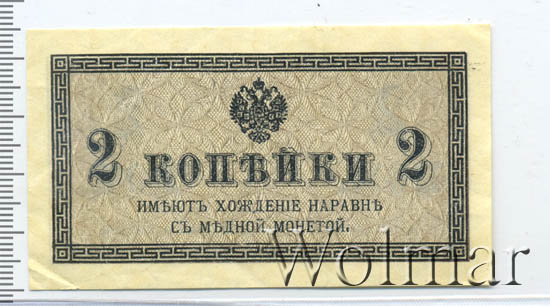 2 КОПѢЙКИ 2
ИМѢЮТЪ ХОЖДЕНІЕ НАРАВНѢ
СЪ МѢДНОЙ МОНЕТОЙ.
Wolmar